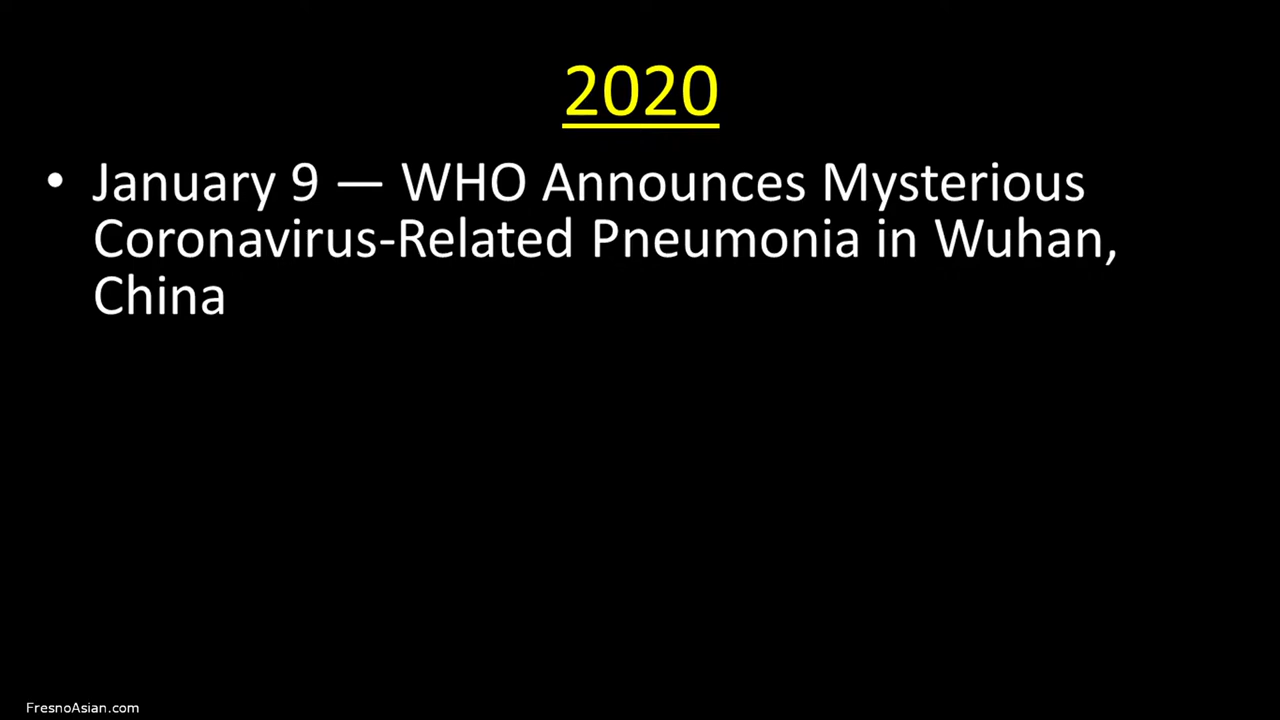 2020
• January 9 — WHO Announces Mysterious
Coronavirus-Related Pneumonia in Wuhan,
China
FresnoAsian.com